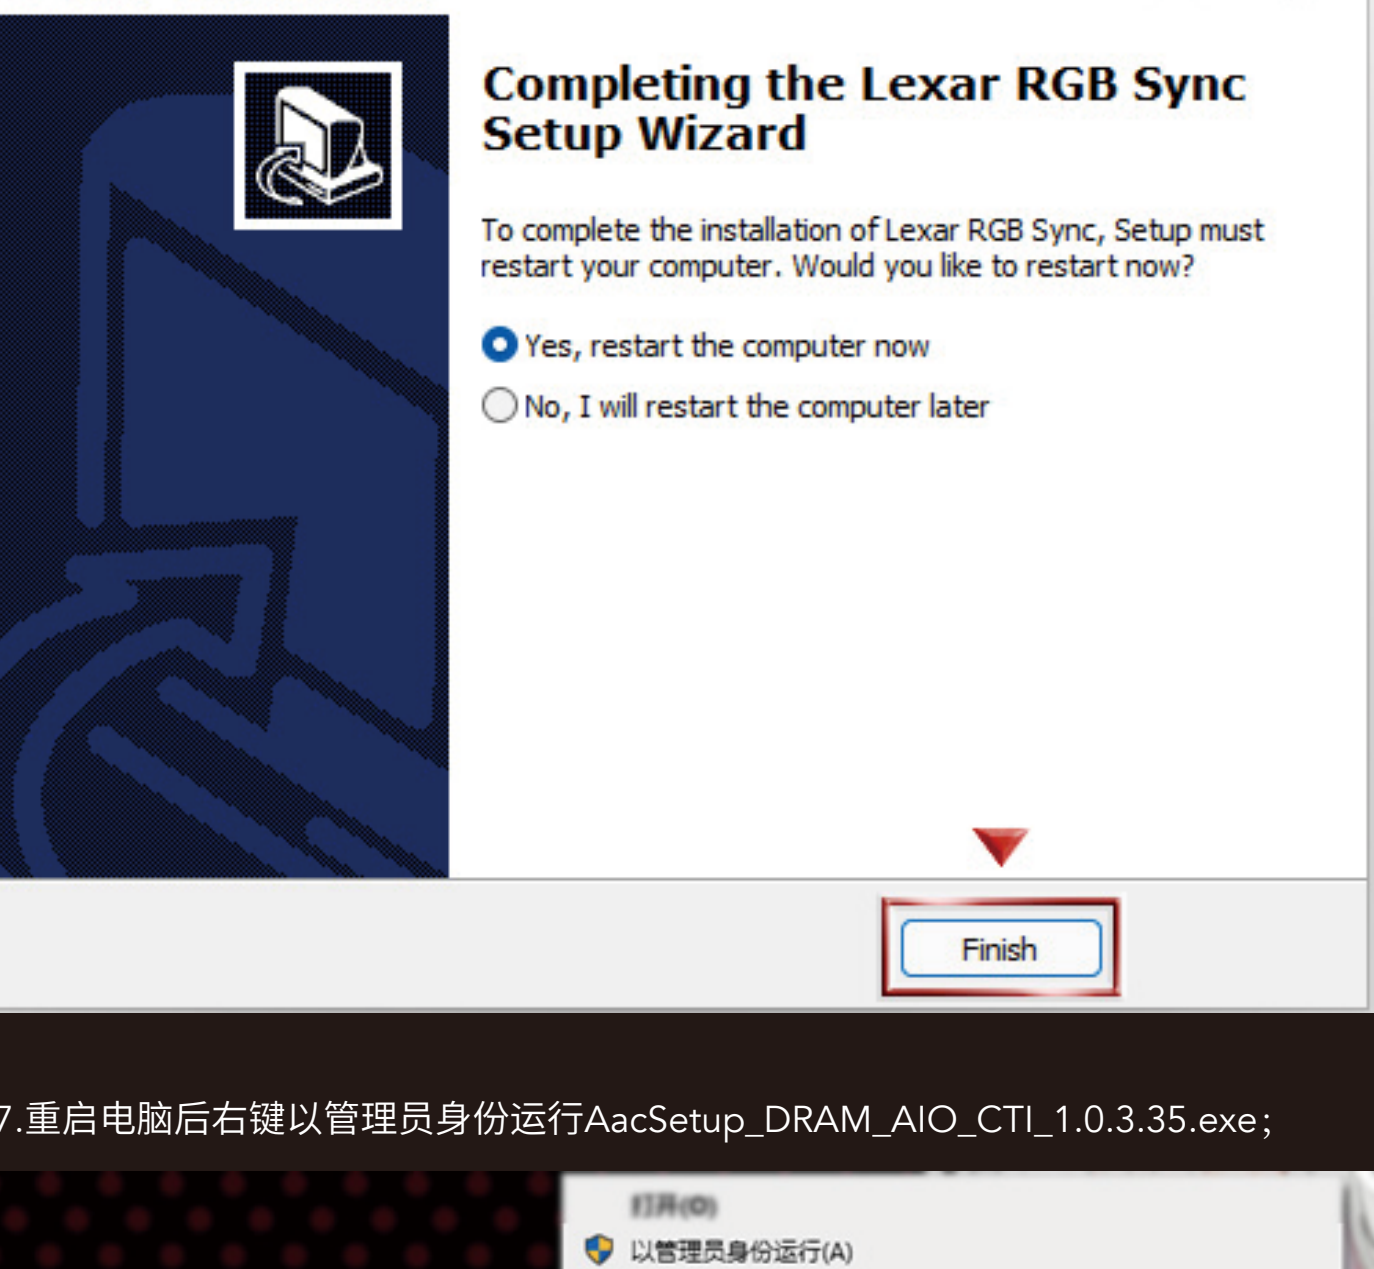 Completing the Lexar RGB Sync
Setup Wizard
To complete the installation of Lexar RGB Sync, Setup must
restart your computer. Would you like to restart now?
Yes, restart the computer now
No, I will restart the computer later
Finish
7.重启电脑后右键以管理员身份运行AacSetup_DRAM_AIO_CTI_1.0.3.35.exe；
打开(O)
以管理员身份运行(A)